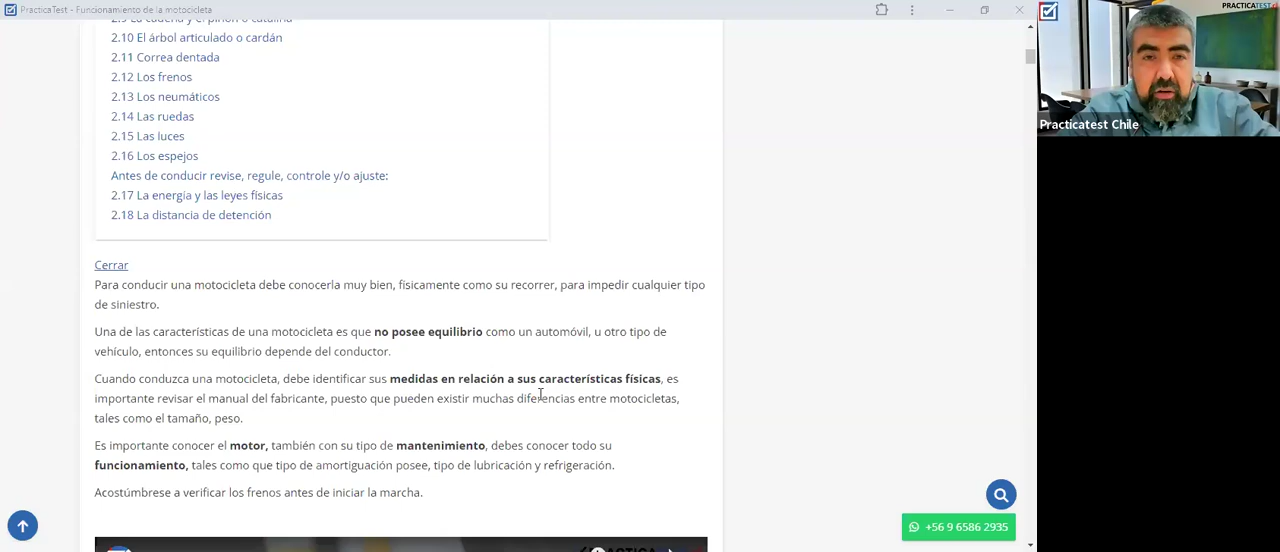 PracticaTest - Funcionamiento de la motocicleta
PRACTICATEST
2.9 La cadena y el piñón o catalina
2.10 El árbol articulado o cardán
2.11 Correa dentada
2.12 Los frenos
2.13 Los neumáticos
2.14 Las ruedas
2.15 Las luces
2.16 Los espejos
Antes de conducir revise, regule, controle y/o ajuste:
2.17 La energía y las leyes físicas
2.18 La distancia de detención
Practicatest Chile
Cerrar
Para conducir una motocicleta debe conocerla muy bien, físicamente como su recorrer, para impedir cualquier tipo
de siniestro.
Una de las características de una motocicleta es que no posee equilibrio como un automóvil, u otro tipo de
vehículo, entonces su equilibrio depende del conductor.
Cuando conduzca una motocicleta, debe identificar sus medidas en relación a sus características físicas, es
importante revisar el manual del fabricante, puesto que pueden existir muchas diferencias entre motocicletas,
tales como el tamaño, peso.
Es importante conocer el motor, también con su tipo de mantenimiento, debes conocer todo su
funcionamiento, tales como que tipo de amortiguación posee, tipo de lubricación y refrigeración.
Acostúmbrese a verificar los frenos antes de iniciar la marcha.
+56 9 6586 2935